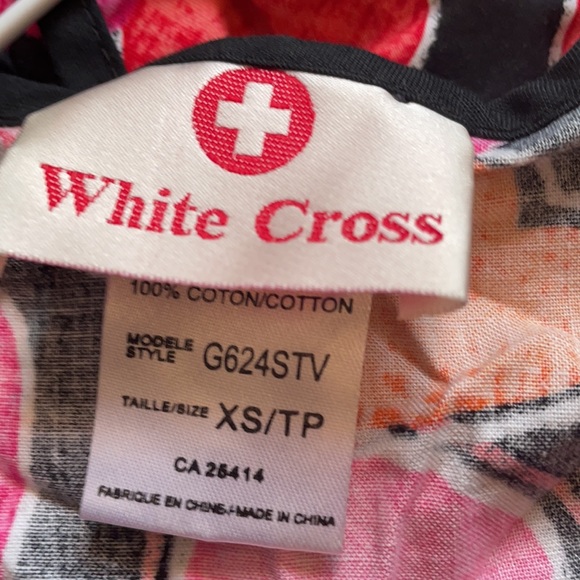 White Cross
100% COTON/COTTON
MODELE
STYLE G624STV
TAILLE/SIZE XS/TP
CA 25414
FABRIQUE EN CHINE/MADE IN CHINA